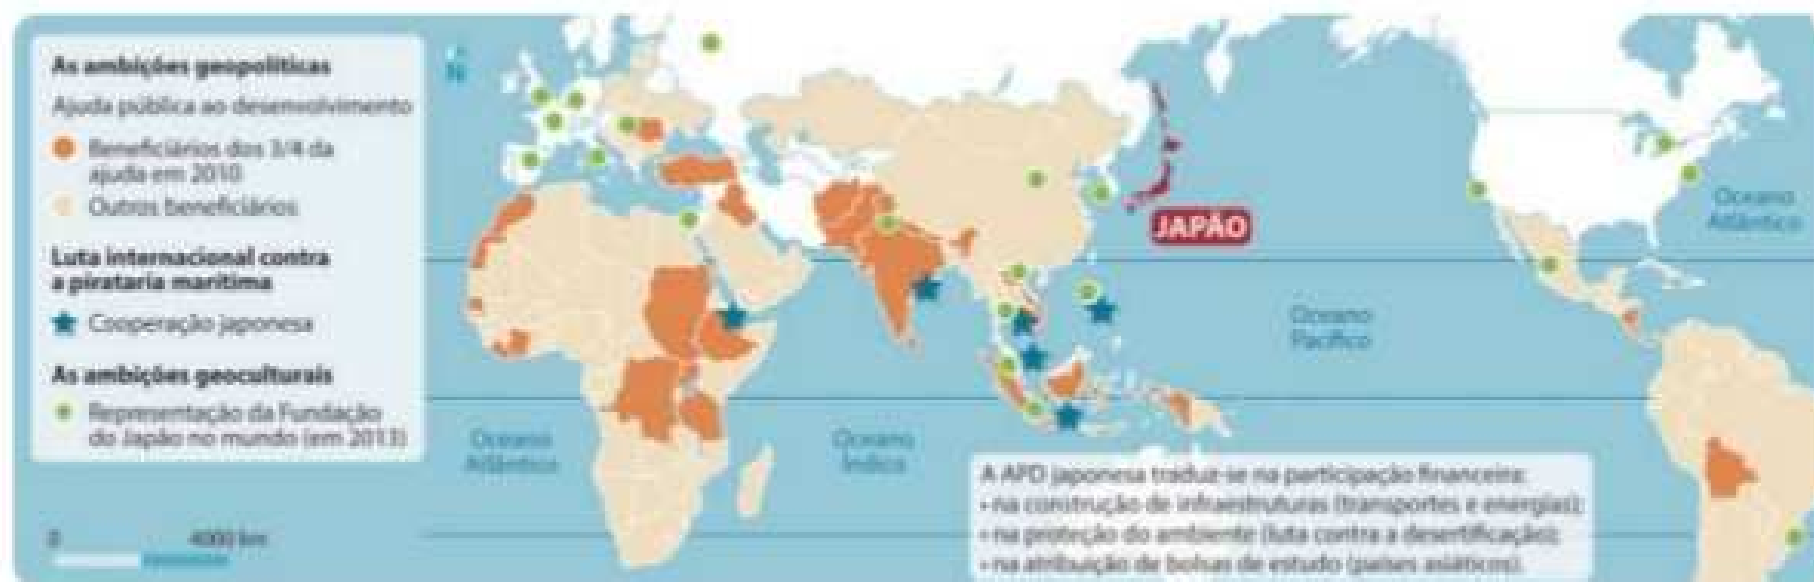 As ambições geopolíticas
Ajuda pública ao desenvolvimento
Beneficiários dos 3/4 da
ajuda em 2010
Outros beneficiários
Luta internacional contra
a pirataria marítima
Cooperação japonesa
As ambições geoculturais
Representação da Fundação
do Japão no mundo (em 2013)
0 4000 km
N
JAPÃO
Oceano
Atlântico
Oceano
Pacífico
Oceano
Atlântico
Oceano
Índico
A APD japonesa traduz-se na participação financeira:
• na construção de infraestruturas (transportes e energias);
• na proteção do ambiente (luta contra a desertificação);
• na atribuição de bolsas de estudo (países asiáticos).